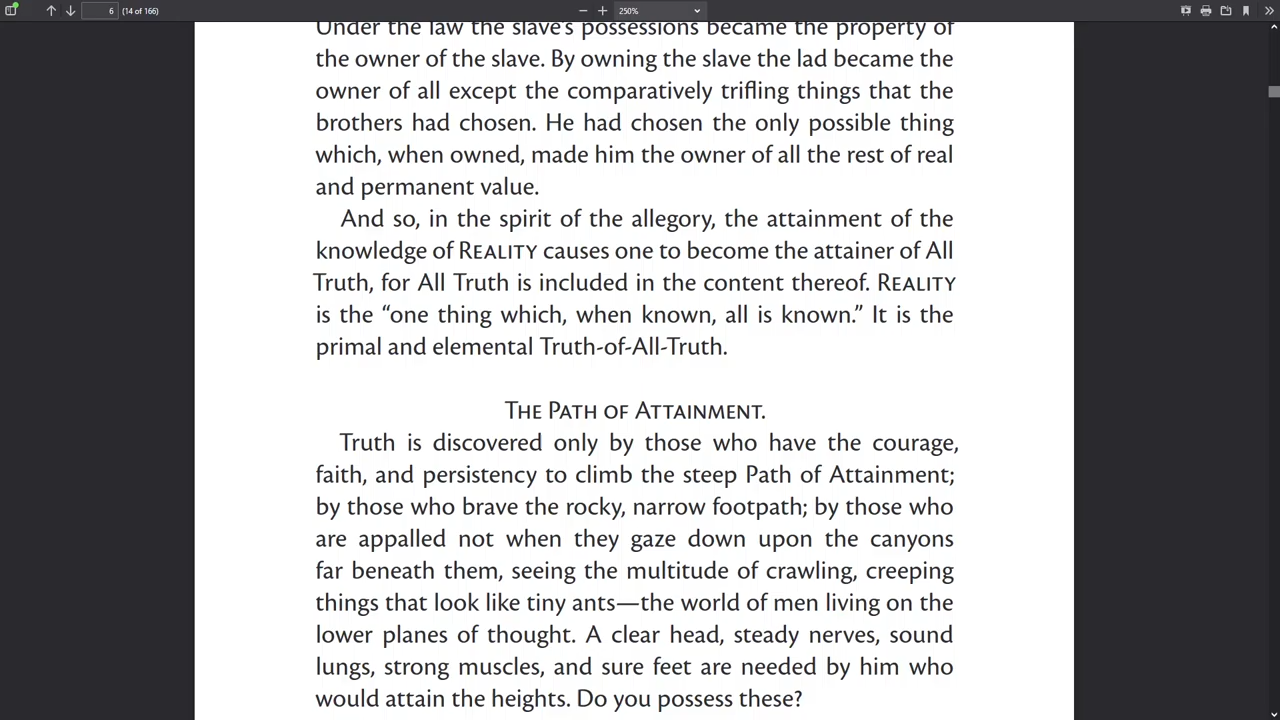 6 (14 of 166) 250%
Under the law the slave's possessions became the property of
the owner of the slave. By owning the slave the lad became the
owner of all except the comparatively trifling things that the
brothers had chosen. He had chosen the only possible thing
which, when owned, made him the owner of all the rest of real
and permanent value.
And so, in the spirit of the allegory, the attainment of the
knowledge of REALITY causes one to become the attainer of All
Truth, for All Truth is included in the content thereof. REALITY
is the “one thing which, when known, all is known.” It is the
primal and elemental Truth-of-All-Truth.
THE PATH OF ATTAINMENT.
Truth is discovered only by those who have the courage,
faith, and persistency to climb the steep Path of Attainment;
by those who brave the rocky, narrow footpath; by those who
are appalled not when they gaze down upon the canyons
far beneath them, seeing the multitude of crawling, creeping
things that look like tiny ants—the world of men living on the
lower planes of thought. A clear head, steady nerves, sound
lungs, strong muscles, and sure feet are needed by him who
would attain the heights. Do you possess these?